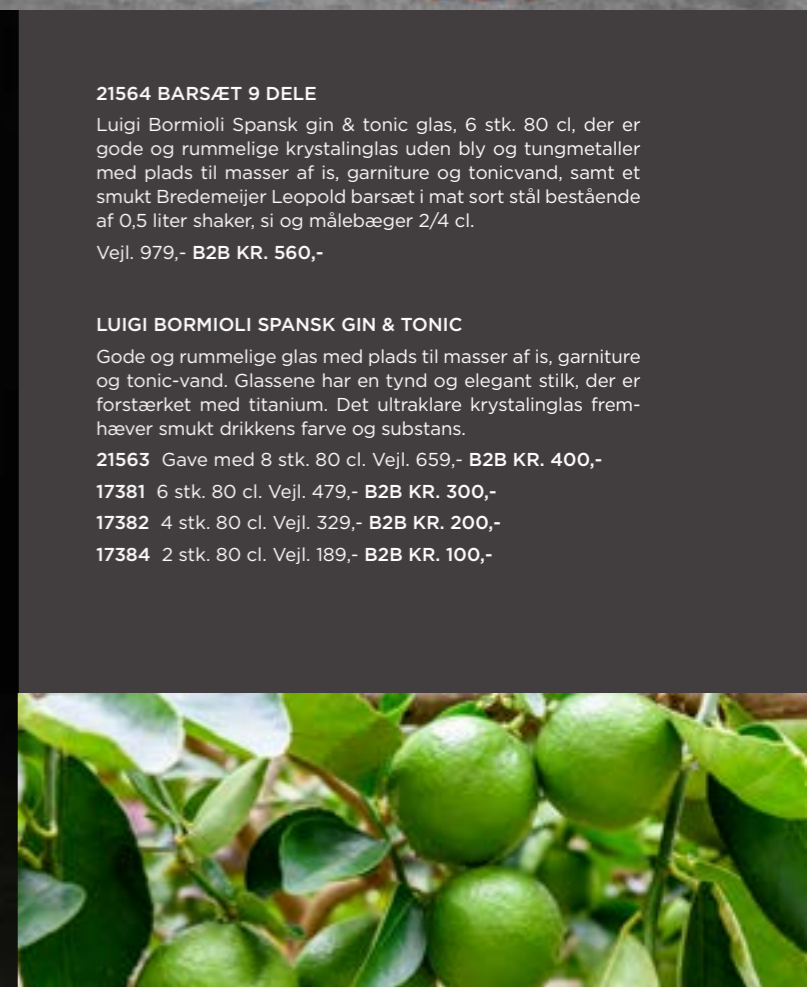 21564 BARSÆT 9 DELE
Luigi Bormioli Spansk gin & tonic glas, 6 stk. 80 cl, der er
gode og rummelige krystalinglas uden bly og tungmetaller
med plads til masser af is, garniture og tonicvand, samt et
smukt Bredemeijer Leopold barsæt i mat sort stål bestående
af 0,5 liter shaker, si og målebæger 2/4 cl.
Vejl. 979,- B2B KR. 560,-
LUIGI BORMIOLI SPANSK GIN & TONIC
Gode og rummelige glas med plads til masser af is, garniture
og tonic-vand. Glassene har en tynd og elegant stilk, der er
forstærket med titanium. Det ultraklare krystalinglas frem-
hæver smukt drikkens farve og substans.
21563 Gave med 8 stk. 80 cl. Vejl. 659,- B2B KR. 400,-
17381 6 stk. 80 cl. Vejl. 479,- B2B KR. 300,-
17382 4 stk. 80 cl. Vejl. 329,- B2B KR. 200,-
17384 2 stk. 80 cl. Vejl. 189,- B2B KR. 100,-